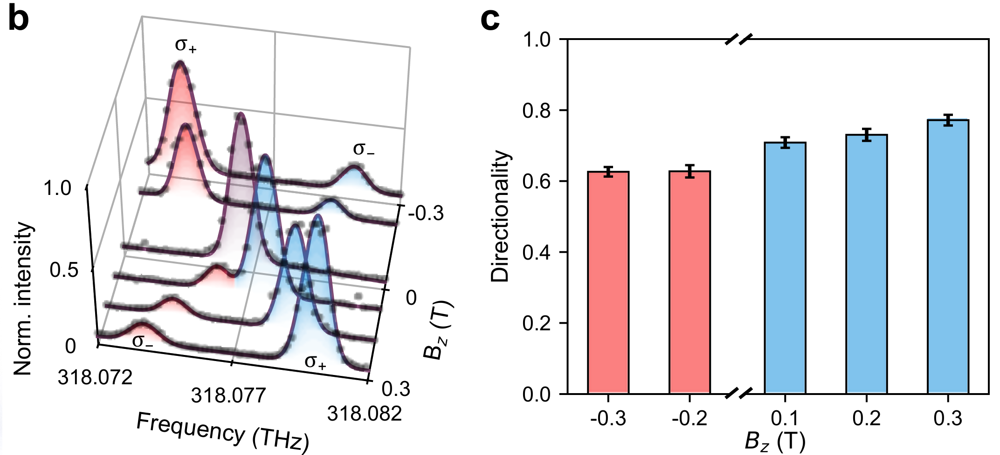 b
σ+
σ−
1.0
0.5
0
Norm. intensity
σ−
σ+
-0.3
0
0.3
Bz (T)
318.072
318.077
318.082
Frequency (THz)
c
1.0
0.8
0.6
0.4
0.2
0.0
Directionality
-0.3 -0.2 0.1 0.2 0.3
Bz (T)